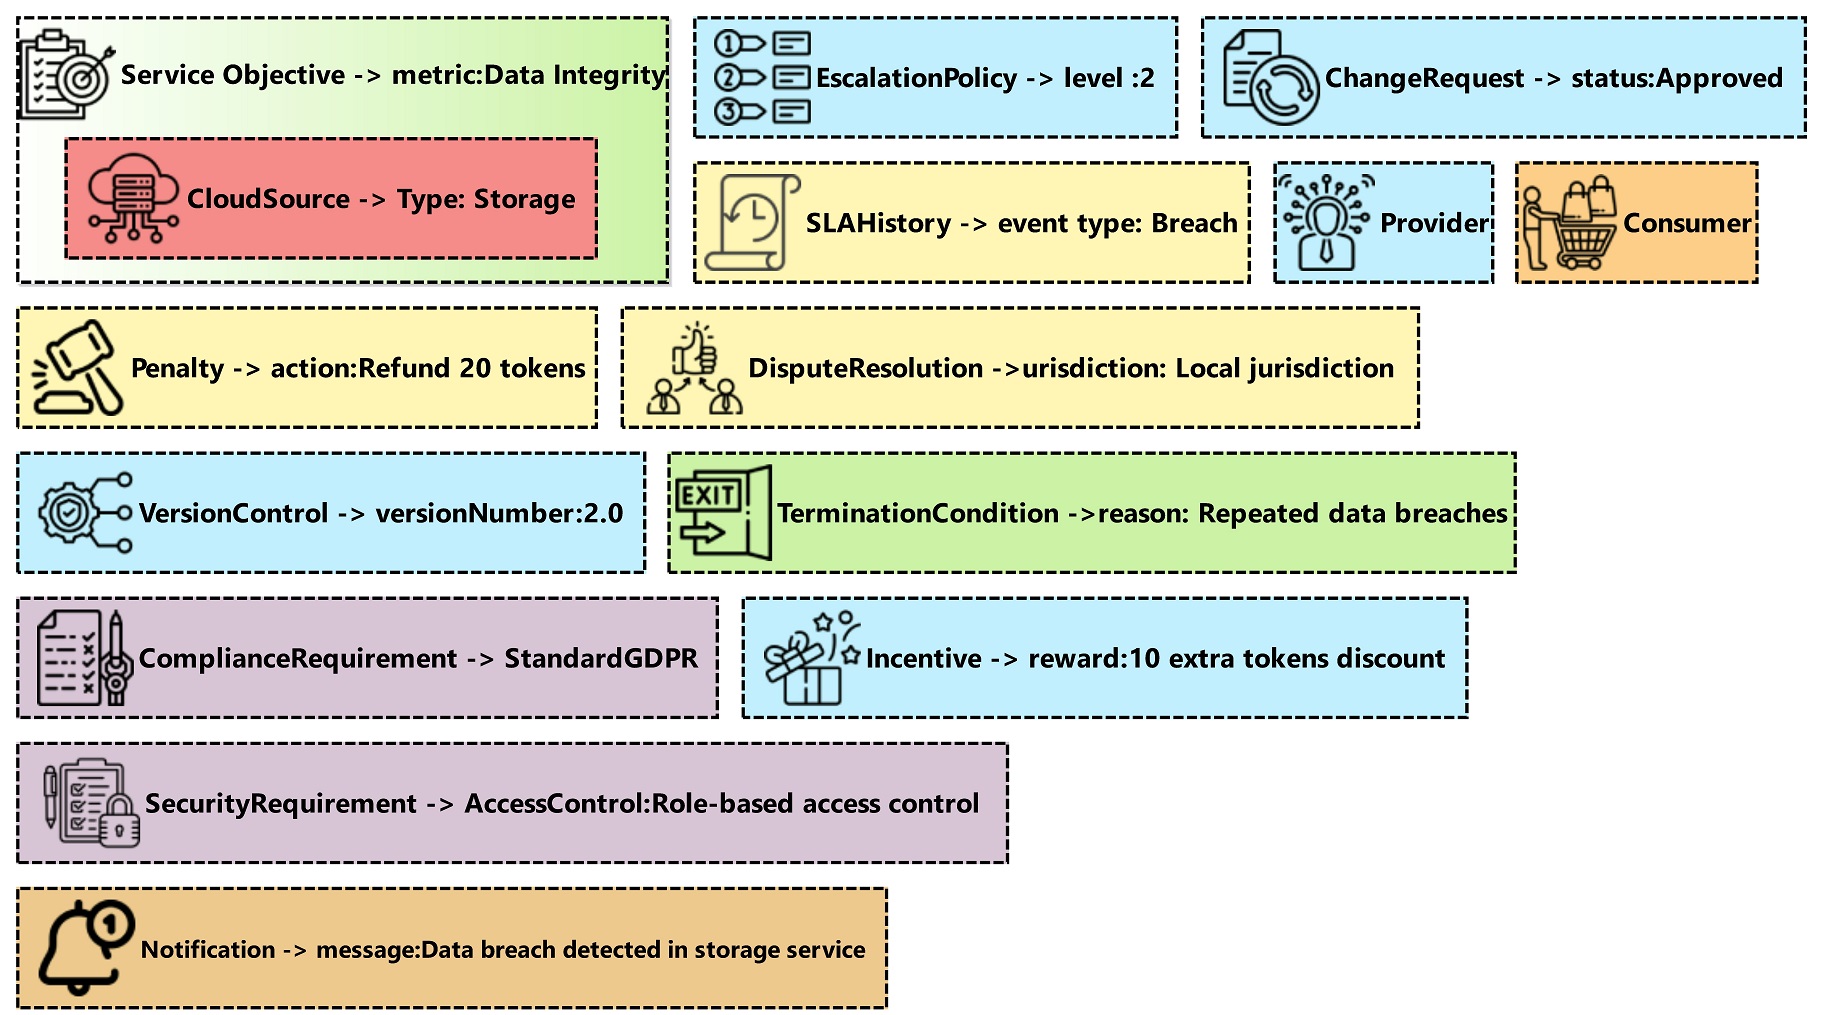 Service Objective -> metric:Data Integrity
CloudSource -> Type: Storage
1
2
3
EscalationPolicy -> level :2
ChangeRequest -> status:Approved
SLAHistory -> event type: Breach
Provider
Consumer
Penalty -> action:Refund 20 tokens
DisputeResolution ->urisdiction: Local jurisdiction
VersionControl -> versionNumber:2.0
EXIT
TerminationCondition ->reason: Repeated data breaches
ComplianceRequirement -> StandardGDPR
Incentive -> reward:10 extra tokens discount
SecurityRequirement -> AccessControl:Role-based access control
1
Notification -> message:Data breach detected in storage service